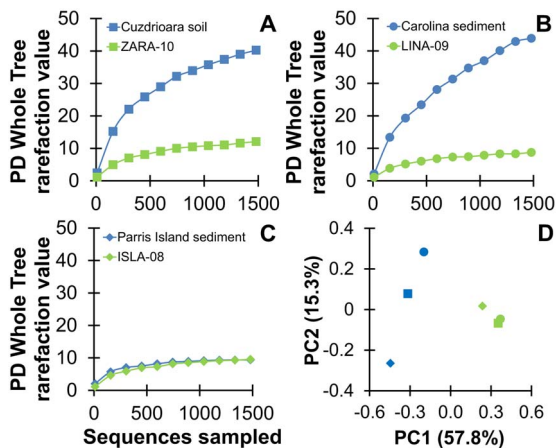 A
Cuzdrioara soil
ZARA-10
PD Whole Tree
rarefaction value
50
40
30
20
10
0
0 500 1000 1500
B
Carolina sediment
LINA-09
PD Whole Tree
rarefaction value
50
40
30
20
10
0
0 500 1000 1500
C
Parris Island sediment
ISLA-08
PD Whole Tree
rarefaction value
50
40
30
20
10
0
0 500 1000 1500
Sequences sampled
D
PC2 (15.3%)
0.4
0.2
0
-0.2
-0.4
-0.6 -0.3 0.0 0.3 0.6
PC1 (57.8%)